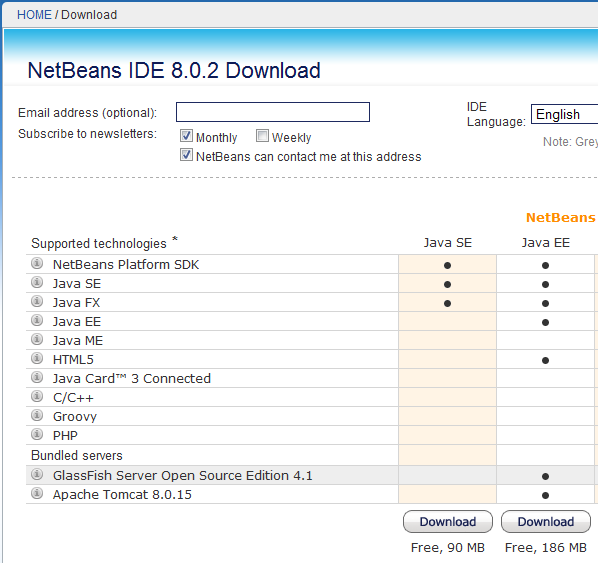 HOME / Download
NetBeans IDE 8.0.2 Download
Email address (optional):
IDE
Language:
English
Subscribe to newsletters:
Monthly
Weekly
Note: Grey
NetBeans can contact me at this address
NetBeans
Supported technologies *
Java SE
Java EE
NetBeans Platform SDK
Java SE
Java FX
Java EE
Java ME
HTML5
Java Card™ 3 Connected
C/C++
Groovy
PHP
Bundled servers
GlassFish Server Open Source Edition 4.1
Apache Tomcat 8.0.15
Download
Download
Free, 90 MB
Free, 186 MB